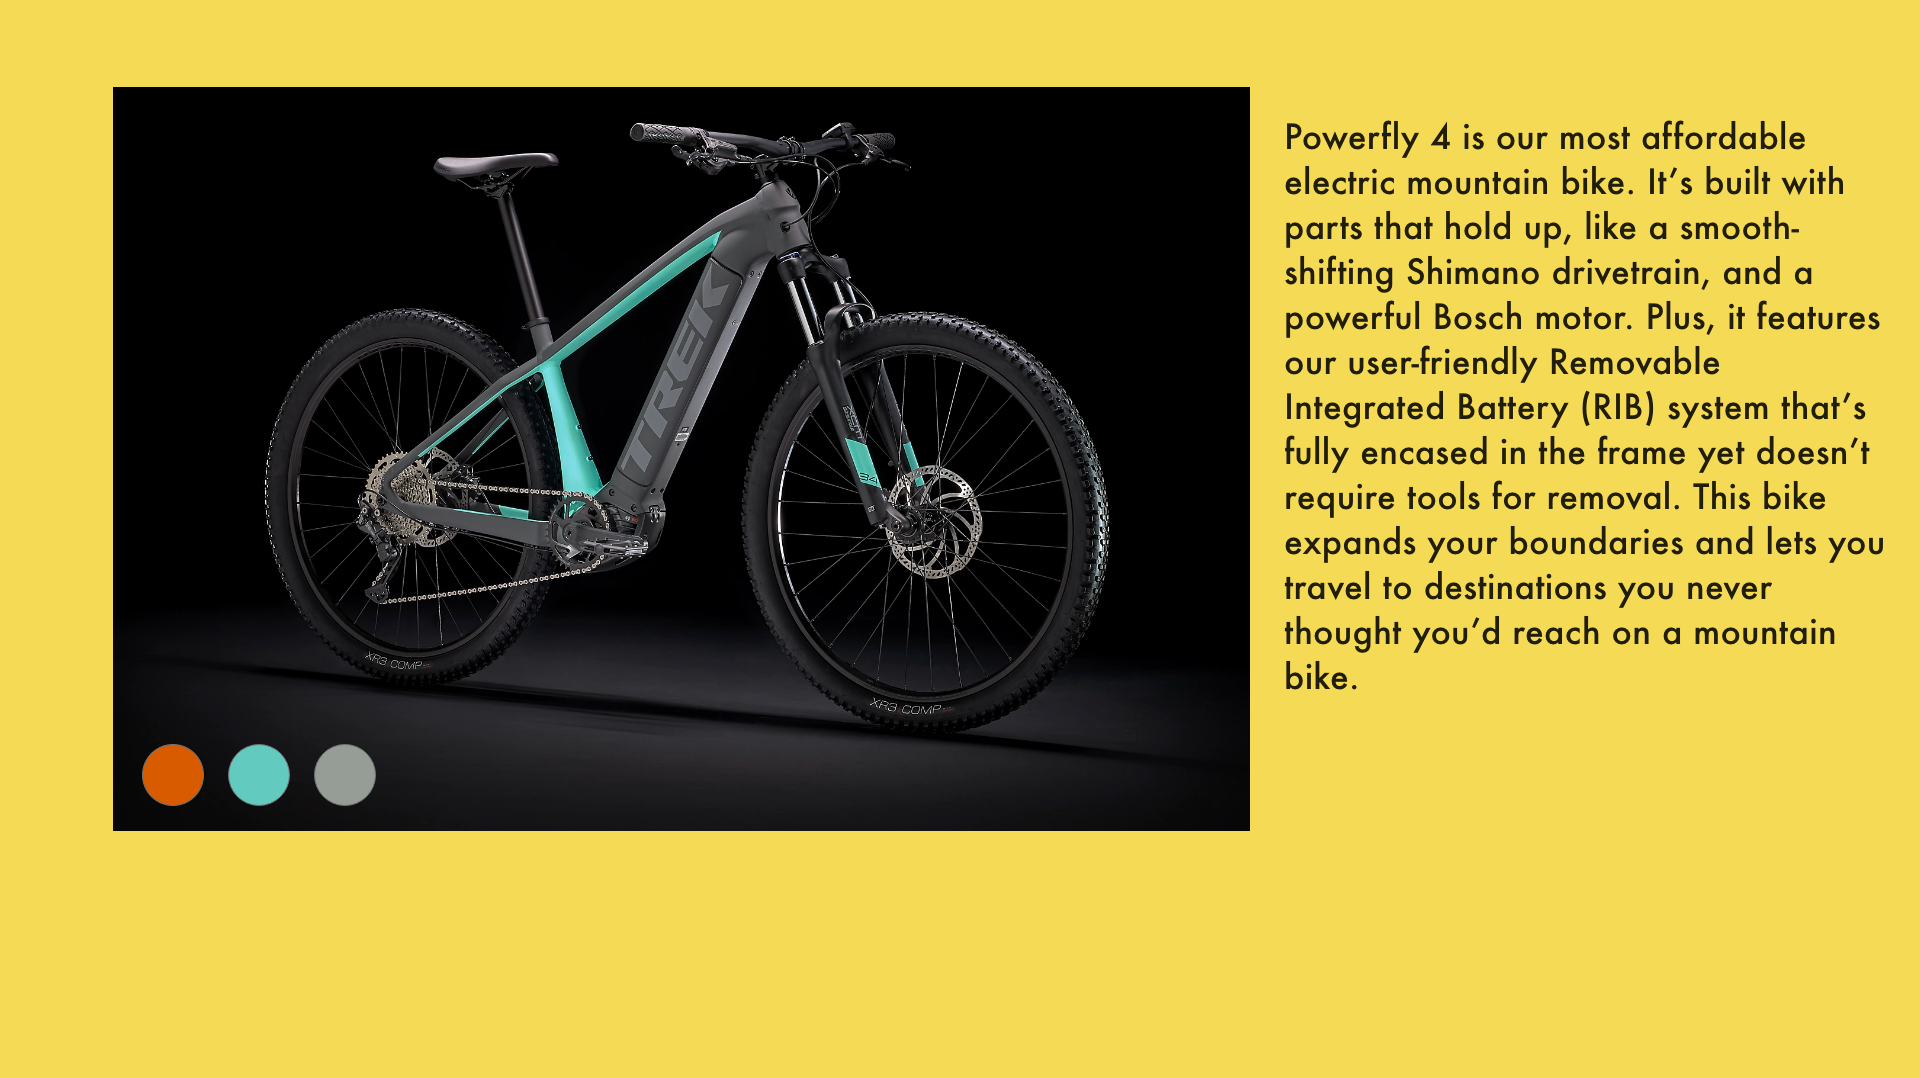 TREK
XR3 COMP
XR3 COMP
Powerfly 4 is our most affordable
electric mountain bike. It’s built with
parts that hold up, like a smooth-
shifting Shimano drivetrain, and a
powerful Bosch motor. Plus, it features
our user-friendly Removable
Integrated Battery (RIB) system that’s
fully encased in the frame yet doesn’t
require tools for removal. This bike
expands your boundaries and lets you
travel to destinations you never
thought you’d reach on a mountain
bike.